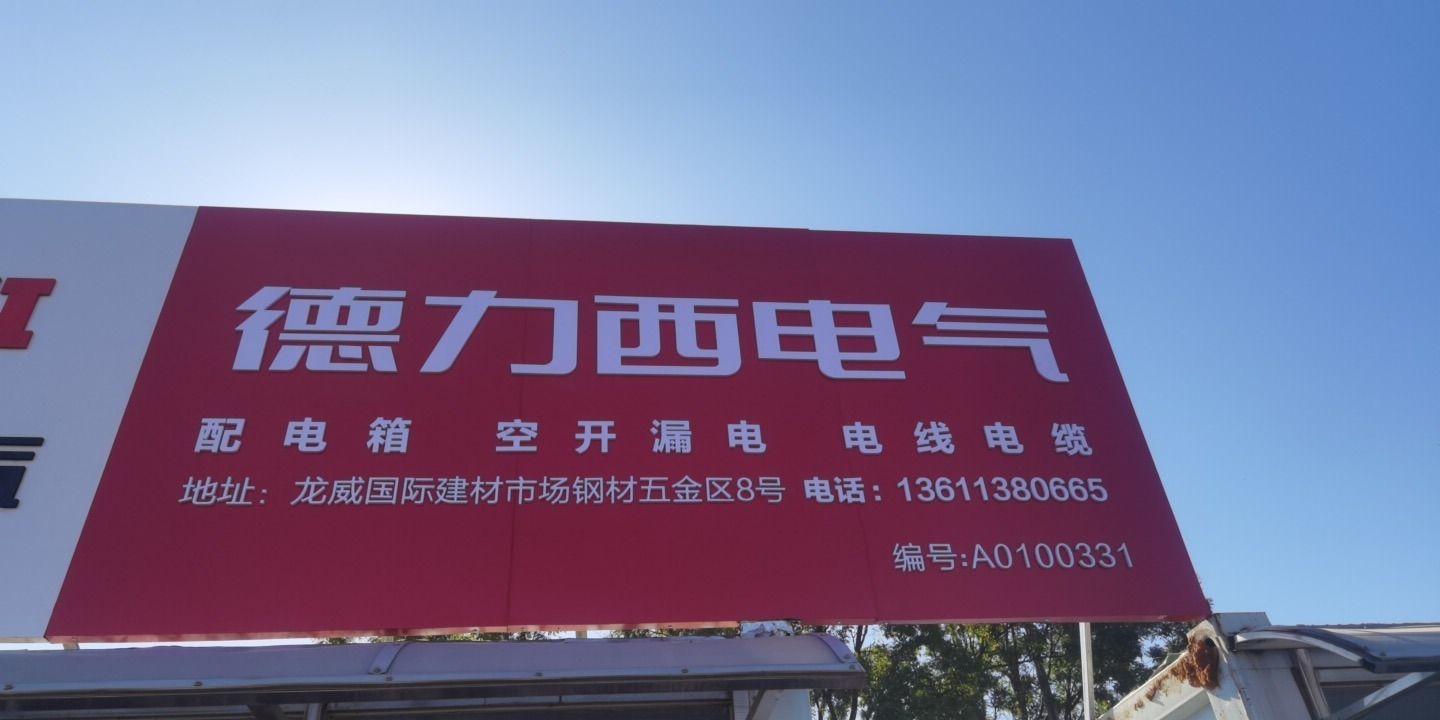 德力西电气
配电箱 空开漏电 电线电缆
地址：龙威国际建材市场钢材五金区8号 电话：13611380665
编号:A0100331